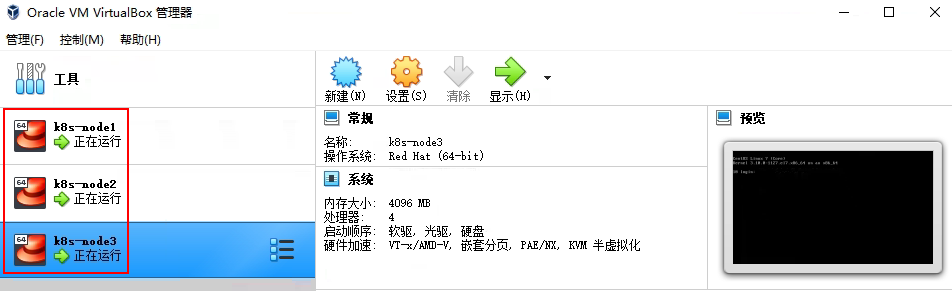 Oracle VM VirtualBox 管理器
管理(F) 控制(M) 帮助(H)
工具
64
k8s-node1
正在运行
64
k8s-node2
正在运行
64
k8s-node3
正在运行
新建(N) 设置(S) 清除 显示(H)
常规
名称: k8s-node3
操作系统: Red Hat (64-bit)
系统
内存大小: 4096 MB
处理器: 4
启动顺序: 软驱, 光驱, 硬盘
硬件加速: VT-x/AMD-V, 嵌套分页, PAE/NX, KVM 半虚拟化
预览
CentOS Linux 7 (Core)